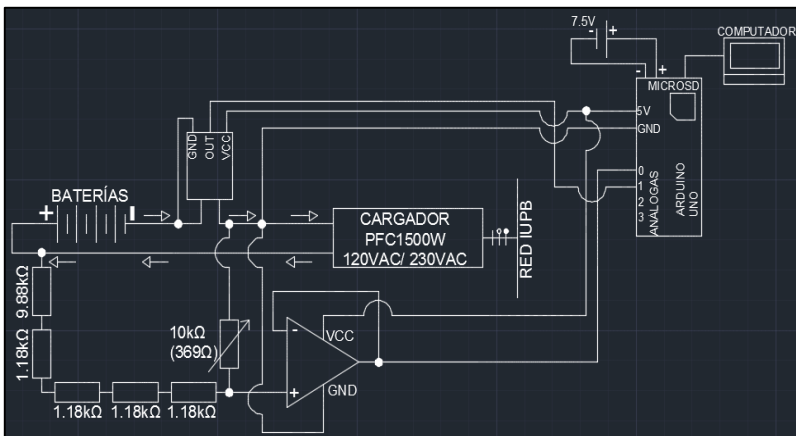 7.5V
-
+
COMPUTADOR
-
+
MICROSD
5V
GND
0
1
2
3
ANÁLOGAS
ARDUINO
UNO
GND
OUT
VCC
BATERÍAS
+
-
CARGADOR
PFC1500W
120VAC/ 230VAC
RED IUPB
9.88kΩ
1.18kΩ
10kΩ
(369Ω)
-
VCC
+
GND
1.18kΩ
1.18kΩ
1.18kΩ